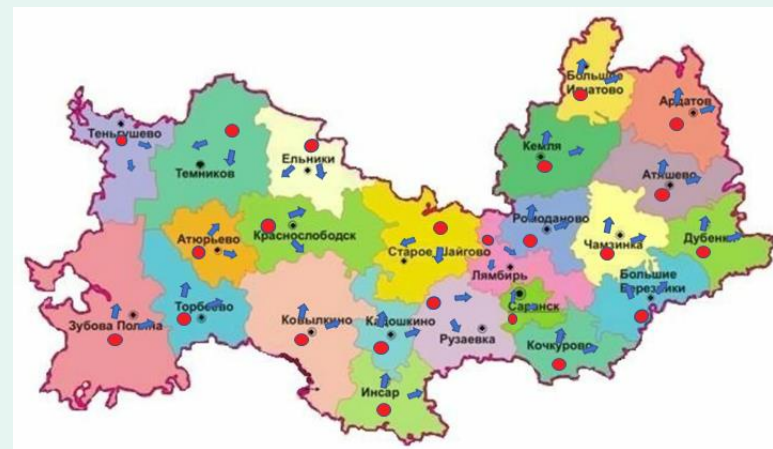 Большие
Игнатово
Ардатов
Теньгушево
Кемля
Ельники
Темников
Атяшево
Ромоданово
Атюрьево
Краснослободск
Чамзинка
Дубенки
Старое Шайгово
Лямбирь
Большие
Березники
Саранск
Зубова Поляна
Торбеево
Ковылкино
Кадошкино
Рузаевка
Кочкурово
Инсар